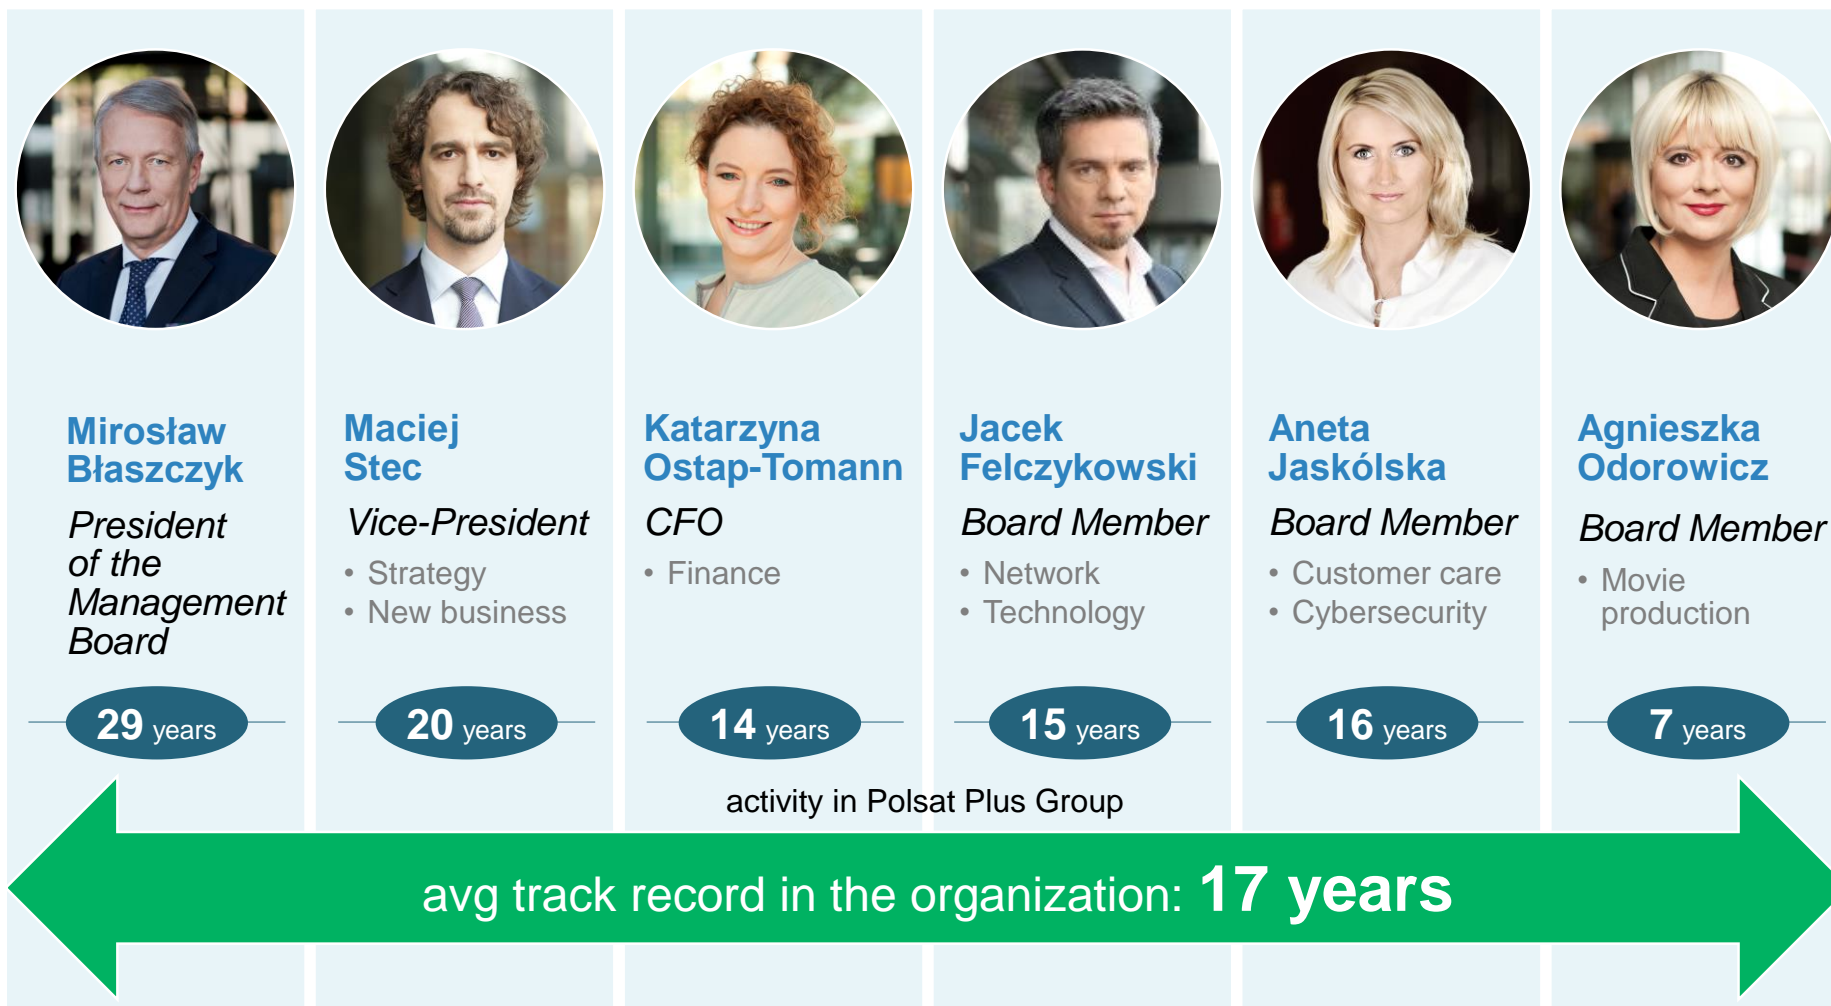 Mirosław
Błaszczyk
President
of the
Management
Board
29 years
Maciej
Stec
Vice-President
• Strategy
• New business
20 years
Katarzyna
Ostap-Tomann
CFO
• Finance
14 years
Jacek
Felczykowski
Board Member
• Network
• Technology
15 years
Aneta
Jaskólska
Board Member
• Customer care
• Cybersecurity
16 years
Agnieszka
Odorowicz
Board Member
• Movie
production
7 years
activity in Polsat Plus Group
avg track record in the organization: 17 years